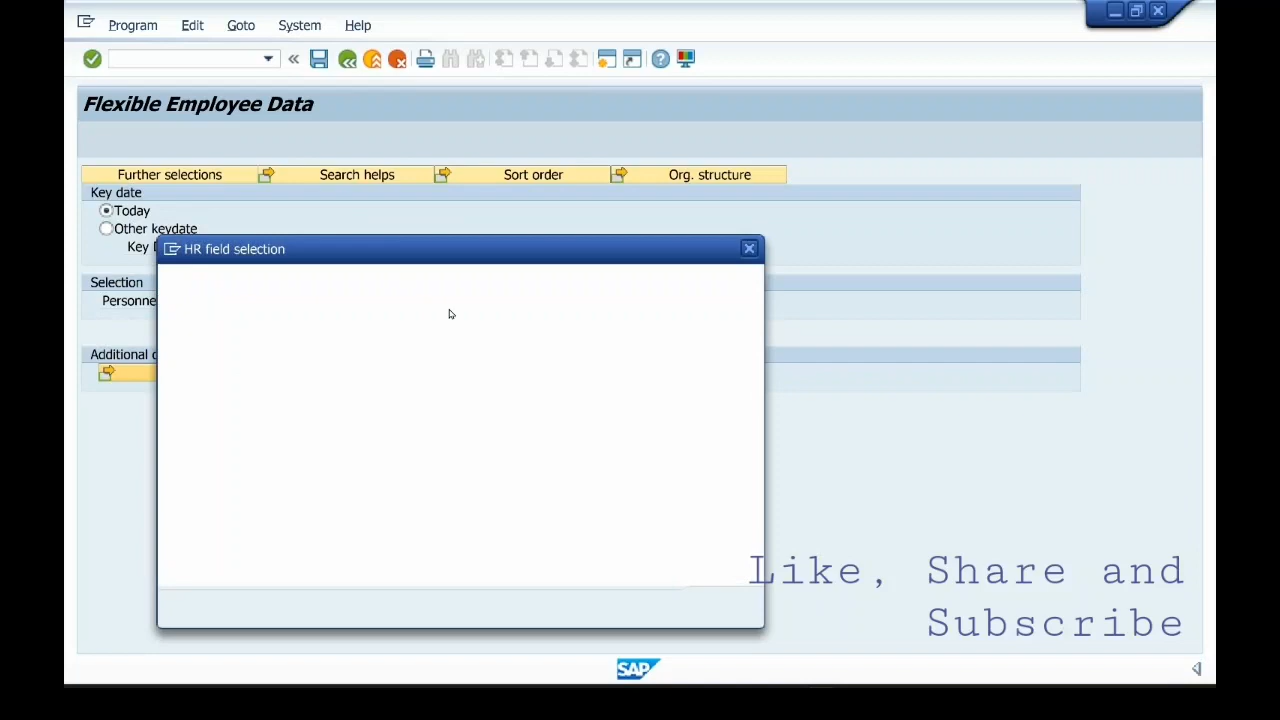 Program Edit Goto System Help
Flexible Employee Data
Further selections Search helps Sort order Org. structure
Key date
Today
Other keydate
Key
HR field selection
Selection
Personne
Additional
Like, Share and
Subscribe
SAP